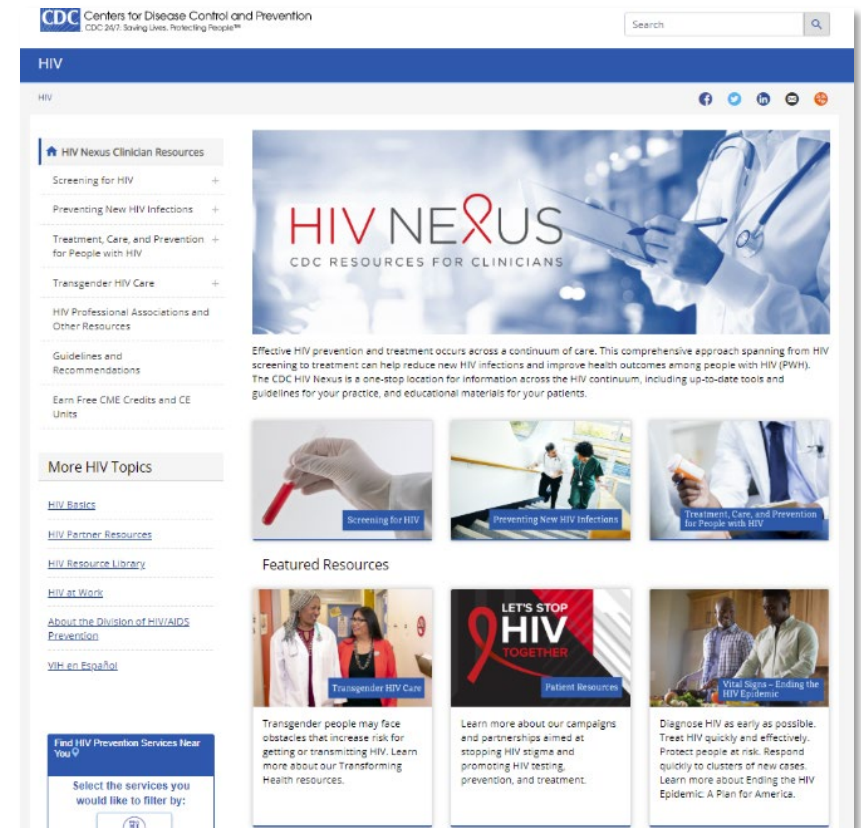 CDC Centers for Disease Control and Prevention
CDC 24/7: Saving Lives, Protecting People™
Search
HIV
HIV
HIV Nexus Clinician Resources
Screening for HIV +
Preventing New HIV Infections +
Treatment, Care, and Prevention +
for People with HIV
Transgender HIV Care +
HIV Professional Associations and
Other Resources
Guidelines and
Recommendations
Earn Free CME Credits and CE
Units
More HIV Topics
HIV Basics
HIV Partner Resources
HIV Resource Library
HIV at Work
About the Division of HIV/AIDS
Prevention
VIH en Español
Find HIV Prevention Services Near
You
Select the services you
would like to filter by:
HIV NEXUS
CDC RESOURCES FOR CLINICIANS
Effective HIV prevention and treatment occurs across a continuum of care. This comprehensive approach spanning from HIV
screening to treatment can help reduce new HIV infections and improve health outcomes among people with HIV (PWH).
The CDC HIV Nexus is a one-stop location for information across the HIV continuum, including up-to-date tools and
guidelines for your practice, and educational materials for your patients.
Screening for HIV
Preventing New HIV Infections
Treatment, Care, and Prevention
for People with HIV
Featured Resources
Transgender HIV Care
Transgender people may face
obstacles that increase risk for
getting or transmitting HIV. Learn
more about our Transforming
Health resources.
LET'S STOP
HIV
TOGETHER
Patient Resources
Learn more about our campaigns
and partnerships aimed at
stopping HIV stigma and
promoting HIV testing,
prevention, and treatment.
Vital Signs – Ending the
HIV Epidemic
Diagnose HIV as early as possible.
Treat HIV quickly and effectively.
Protect people at risk. Respond
quickly to clusters of new cases.
Learn more about Ending the HIV
Epidemic: A Plan for America.